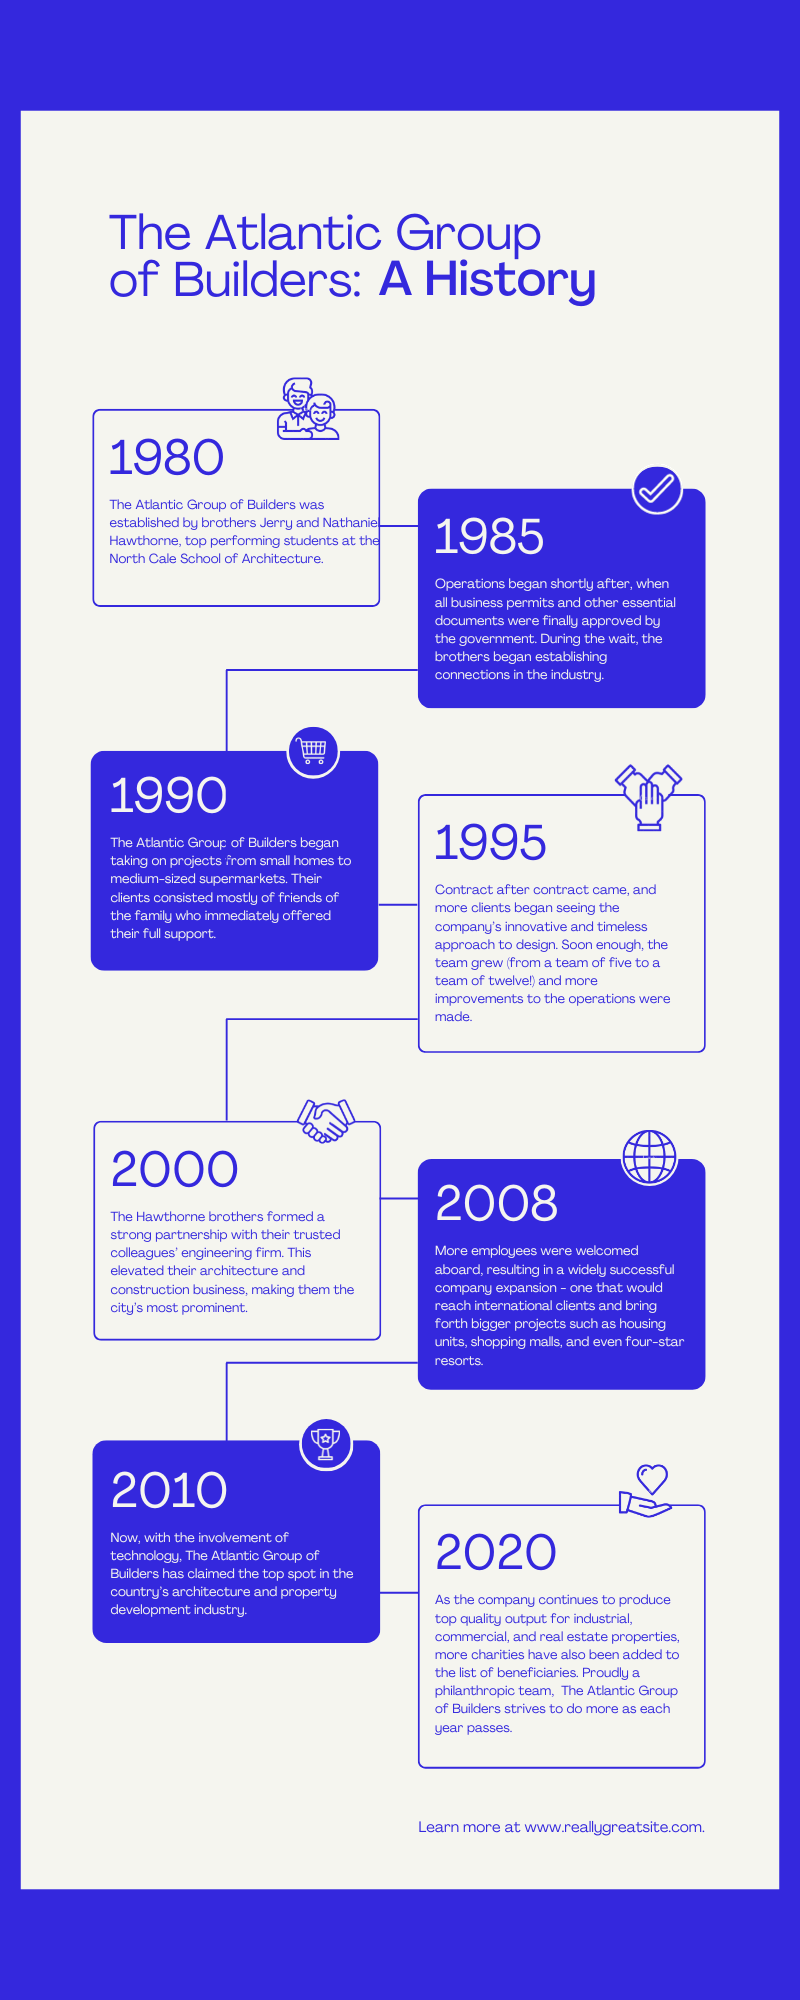 The Atlantic Group
of Builders: A History
1980
The Atlantic Group of Builders was
established by brothers Jerry and Nathaniel
Hawthorne, top performing students at the
North Cale School of Architecture.
1985
Operations began shortly after, when
all business permits and other essential
documents were finally approved by
the government. During the wait, the
brothers began establishing
connections in the industry.
1990
The Atlantic Group of Builders began
taking on projects from small homes to
medium-sized supermarkets. Their
clients consisted mostly of friends of
the family who immediately offered
their full support.
1995
Contract after contract came, and
more clients began seeing the
company's innovative and timeless
approach to design. Soon enough, the
team grew (from a team of five to a
team of twelve!) and more
improvements to the operations were
made.
2000
The Hawthorne brothers formed a
strong partnership with their trusted
colleagues' engineering firm. This
elevated their architecture and
construction business, making them the
city's most prominent.
2008
More employees were welcomed
aboard, resulting in a widely successful
company expansion - one that would
reach international clients and bring
forth bigger projects such as housing
units, shopping malls, and even four-star
resorts.
2010
Now, with the involvement of
technology, The Atlantic Group of
Builders has claimed the top spot in the
country's architecture and property
development industry.
2020
As the company continues to produce
top quality output for industrial,
commercial, and real estate properties,
more charities have also been added to
the list of beneficiaries. Proudly a
philanthropic team,  The Atlantic Group
of Builders strives to do more as each
year passes.
Learn more at www.reallygreatsite.com.